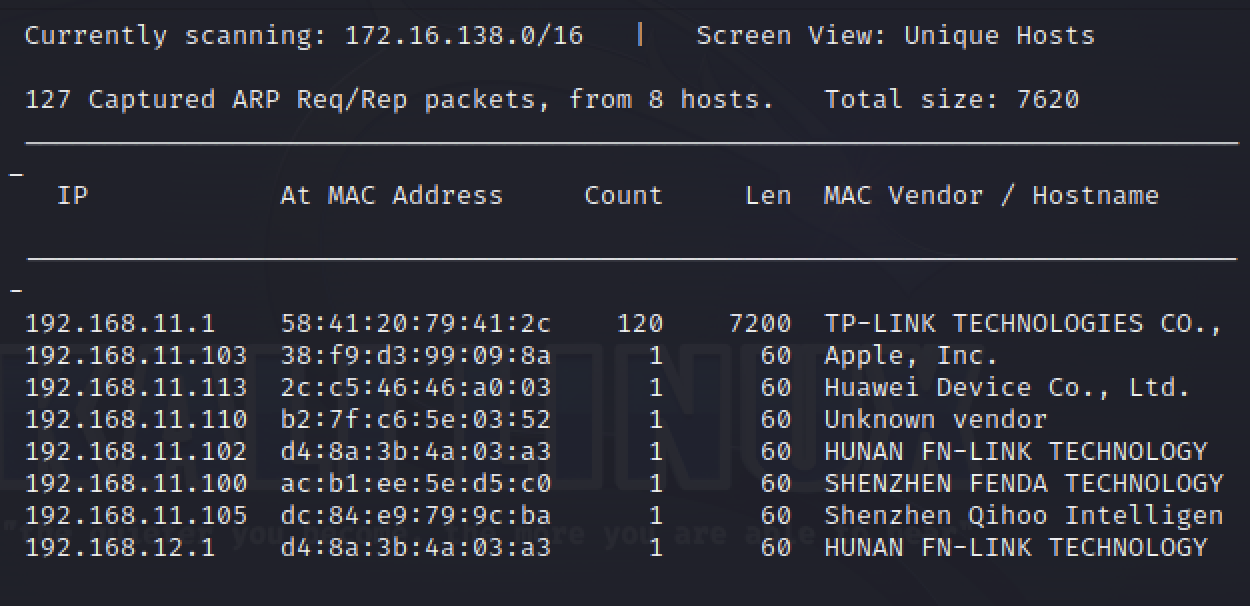 Currently scanning: 172.16.138.0/16   |   Screen View: Unique Hosts
127 Captured ARP Req/Rep packets, from 8 hosts.   Total size: 7620
_
IP            At MAC Address     Count     Len  MAC Vendor / Hostname
_
192.168.11.1    58:41:20:79:41:2c    120    7200  TP-LINK TECHNOLOGIES CO.,
192.168.11.103  38:f9:d3:99:09:8a      1      60  Apple, Inc.
192.168.11.113  2c:c5:46:46:a0:03      1      60  Huawei Device Co., Ltd.
192.168.11.110  b2:7f:c6:5e:03:52      1      60  Unknown vendor
192.168.11.102  d4:8a:3b:4a:03:a3      1      60  HUNAN FN-LINK TECHNOLOGY
192.168.11.100  ac:b1:ee:5e:d5:c0      1      60  SHENZHEN FENDA TECHNOLOGY
192.168.11.105  dc:84:e9:79:9c:ba      1      60  Shenzhen Qihoo Intelligen
192.168.12.1    d4:8a:3b:4a:03:a3      1      60  HUNAN FN-LINK TECHNOLOGY